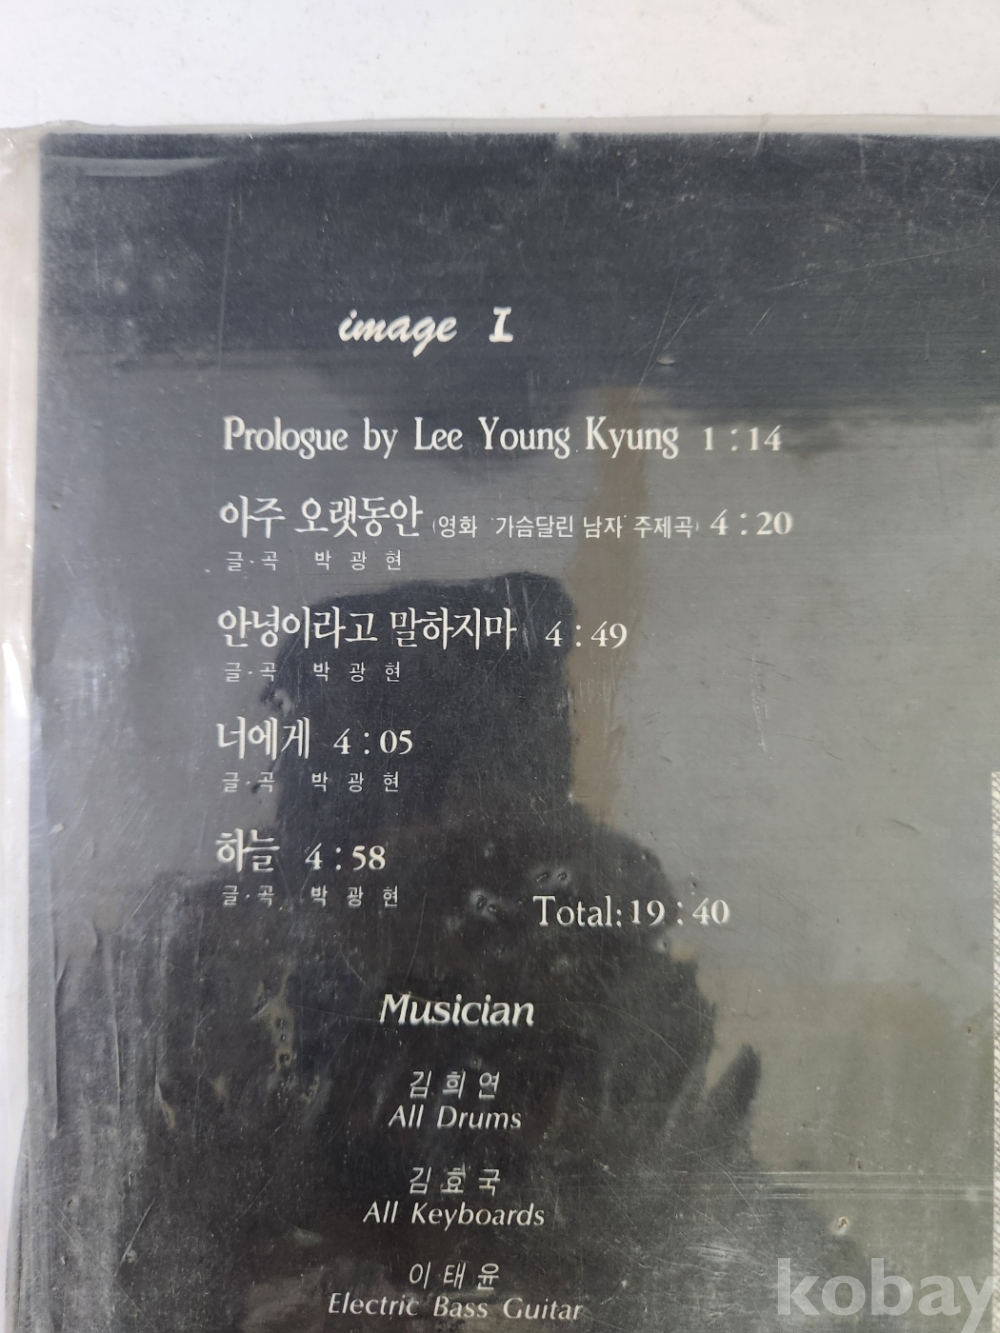 image I
Prologue by Lee Young Kyung 1 : 14
아주 오랫동안 (영화 '가슴달린 남자' 주제곡) 4 : 20
글·곡 박광현
안녕이라고 말하지마 4 : 49
글·곡 박광현
너에게 4 : 05
글·곡 박광현
하늘 4 : 58
글·곡 박광현
Total: 19 : 40
Musician
김희연
All Drums
김효국
All Keyboards
이태윤
Electric Bass Guitar
kobay